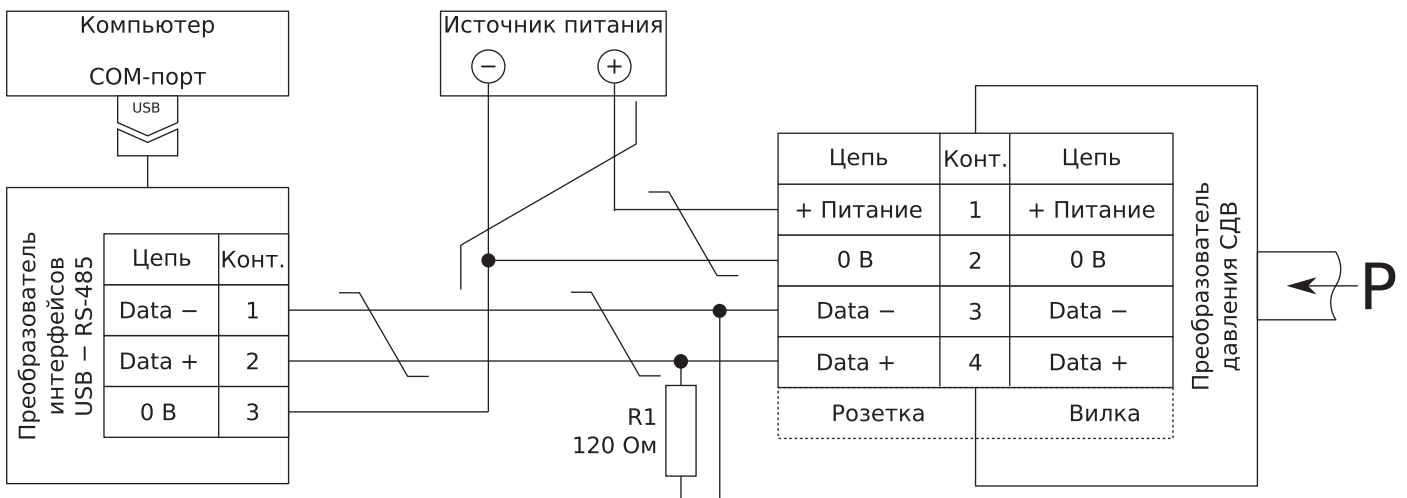 Компьютер
COM-порт
USB
Источник питания
− +
Преобразователь
интерфейсов
USB − RS-485
Цепь Конт.
Data − 1
Data + 2
0 В 3
R1
120 Ом
Цепь Конт. Цепь
+ Питание 1 + Питание
0 В 2 0 В
Data − 3 Data −
Data + 4 Data +
Розетка Вилка
Преобразователь
давления СДВ
P